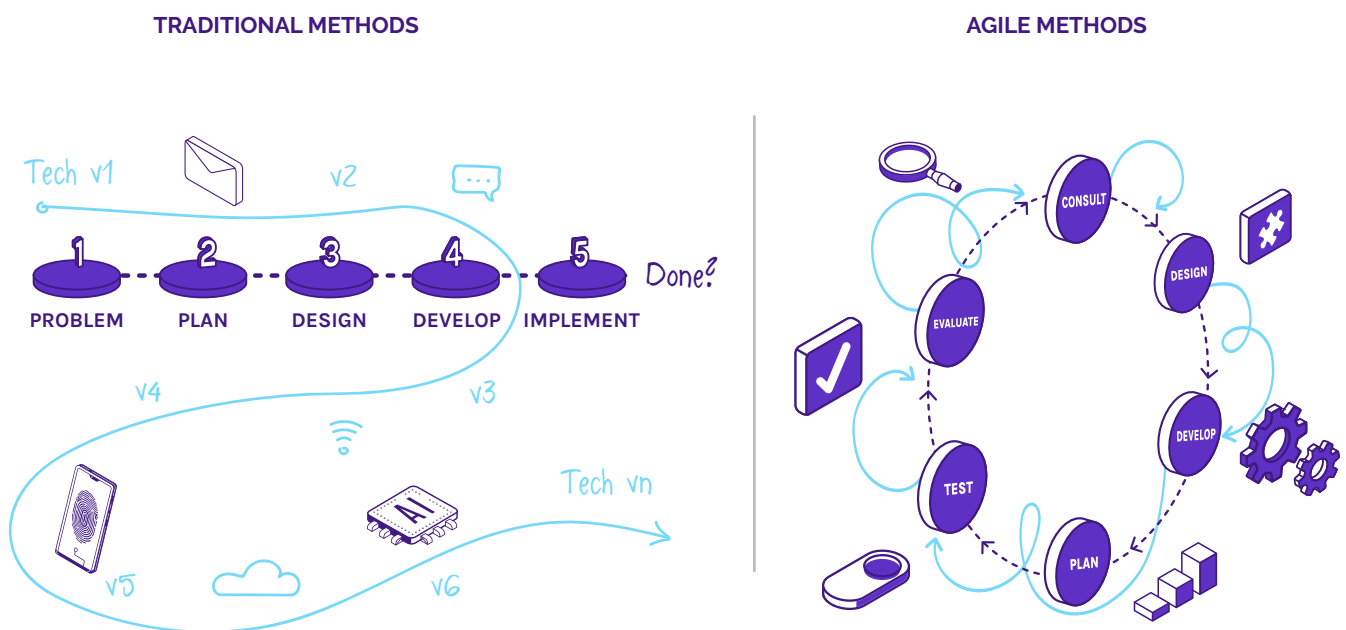 TRADITIONAL METHODS
Tech v1
v2
1
2
3
4
5
Done?
PROBLEM
PLAN
DESIGN
DEVELOP
IMPLEMENT
v4
v3
Tech vn
AI
v5
v6
AGILE METHODS
CONSULT
DESIGN
DEVELOP
PLAN
TEST
EVALUATE